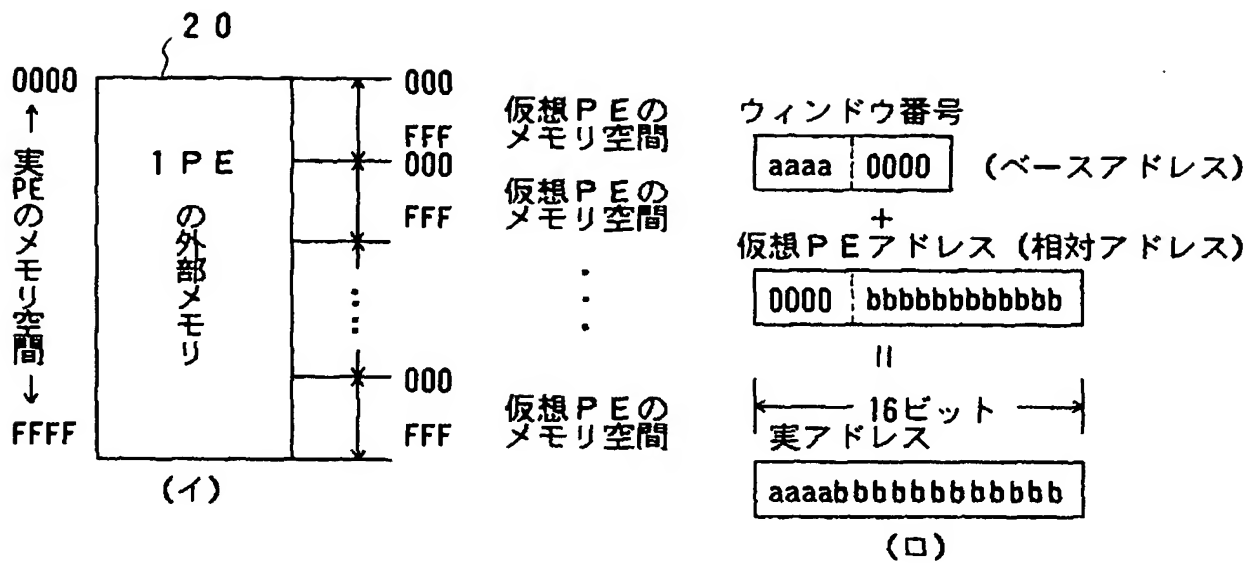 20
0000
↑
実PEのメモリ空間
↓
FFFF
1PE
の外部メモリ
(イ)
000
FFF
仮想PEの
メモリ空間
000
FFF
仮想PEの
メモリ空間
000
FFF
仮想PEの
メモリ空間
ウィンドウ番号
aaaa 0000 (ベースアドレス)
+
仮想PEアドレス(相対アドレス)
0000 bbbbbbbbbbbb
=
16ビット
実アドレス
aaaabbbbbbbbbbbb
(ロ)